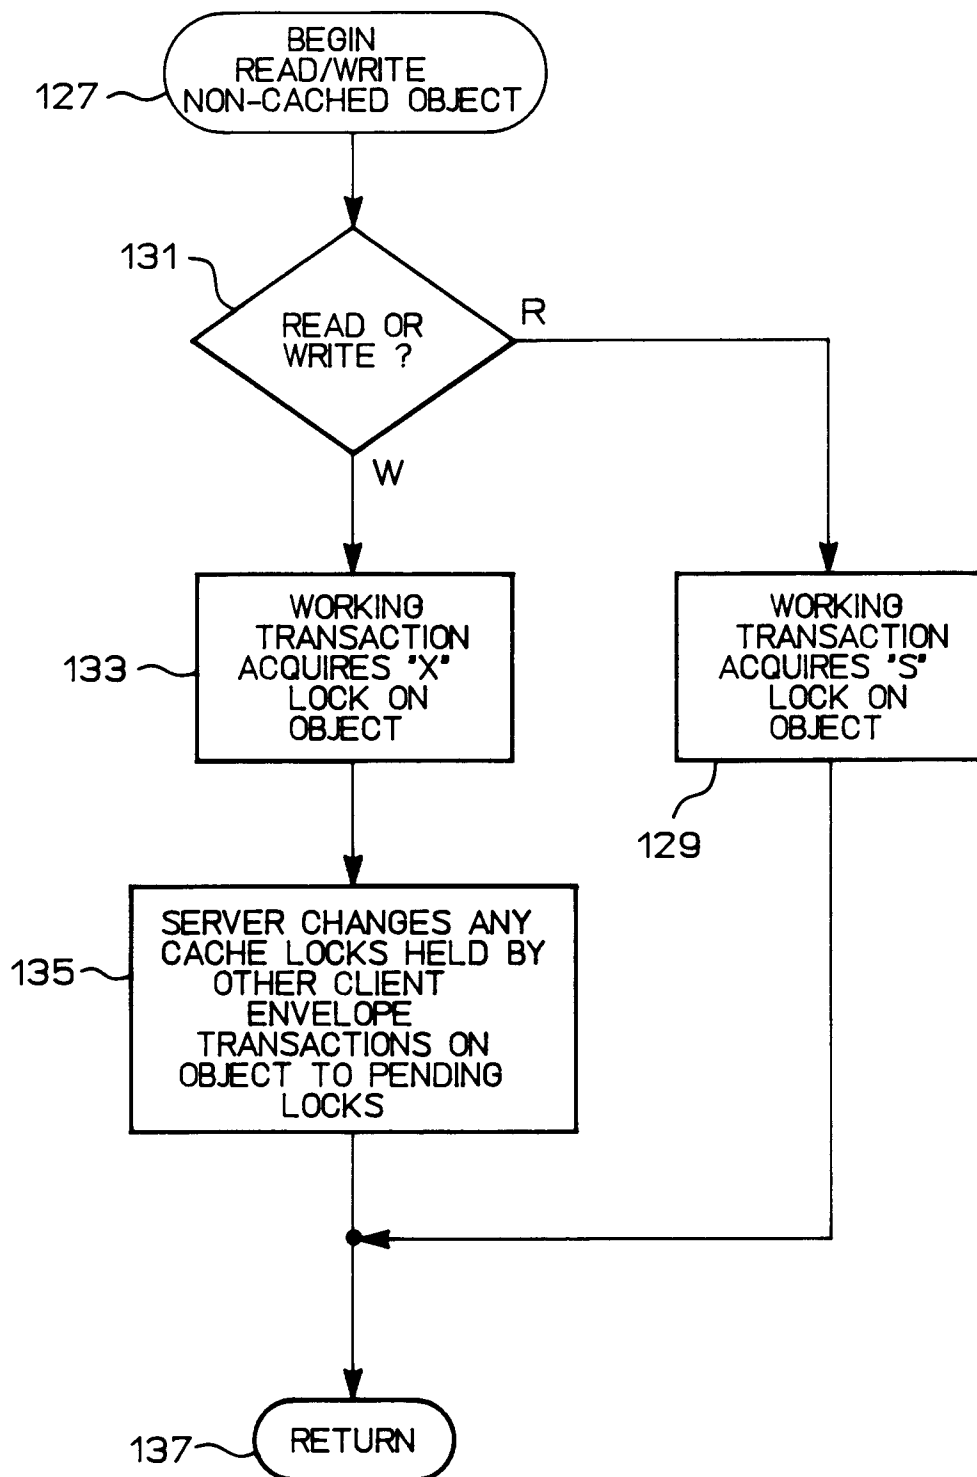 BEGIN
READ/WRITE
NON-CACHED OBJECT
127
131
READ OR
WRITE ?
R
W
WORKING
TRANSACTION
ACQUIRES "X"
LOCK ON
OBJECT
133
WORKING
TRANSACTION
ACQUIRES "S"
LOCK ON
OBJECT
129
SERVER CHANGES ANY
CACHE LOCKS HELD BY
OTHER CLIENT
ENVELOPE
TRANSACTIONS ON
OBJECT TO PENDING
LOCKS
135
RETURN
137